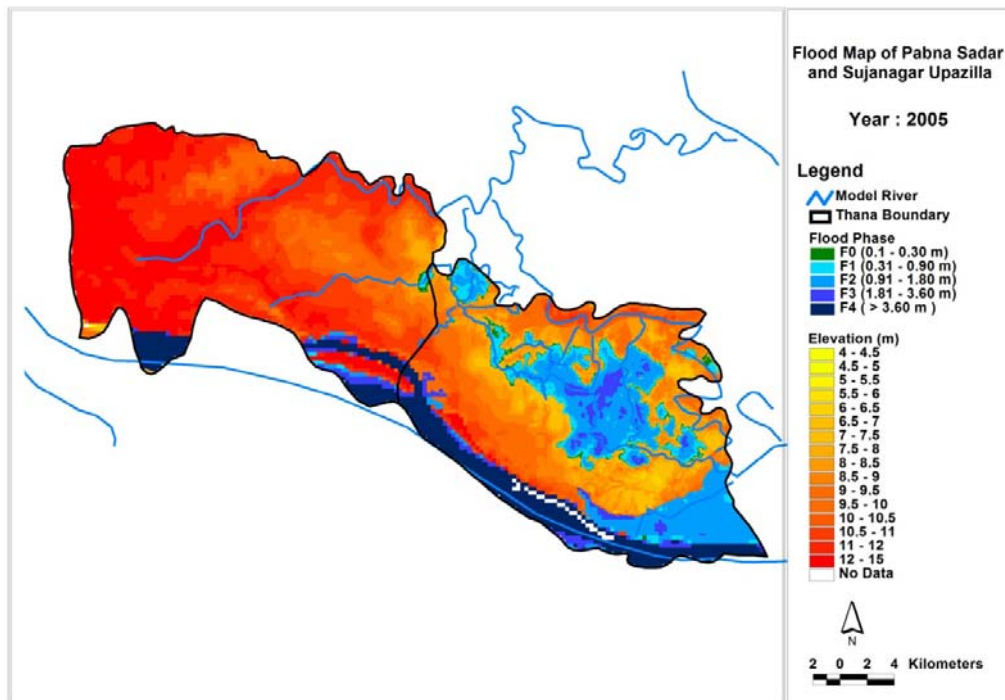 Flood Map of Pabna Sadar
and Sujanagar Upazilla
Year : 2005
Legend
Model River
Thana Boundary
Flood Phase
F0 (0.1 - 0.30 m)
F1 (0.31 - 0.90 m)
F2 (0.91 - 1.80 m)
F3 (1.81 - 3.60 m)
F4 ( > 3.60 m )
Elevation (m)
4 - 4.5
4.5 - 5
5 - 5.5
5.5 - 6
6 - 6.5
6.5 - 7
7 - 7.5
7.5 - 8
8 - 8.5
8.5 - 9
9 - 9.5
9.5 - 10
10 - 10.5
10.5 - 11
11 - 12
12 - 15
No Data
N
2 0 2 4 Kilometers